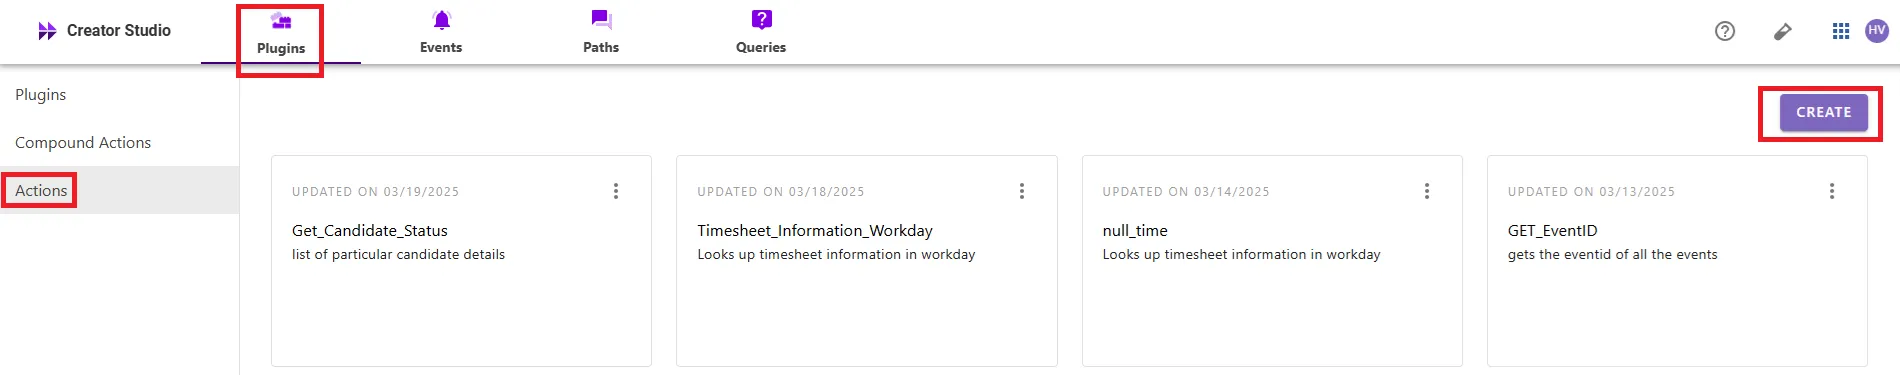 Creator Studio
Plugins
Events
Paths
Queries
HV
Plugins
Compound Actions
Actions
CREATE
UPDATED ON 03/19/2025
Get_Candidate_Status
list of particular candidate details
UPDATED ON 03/18/2025
Timesheet_Information_Workday
Looks up timesheet information in workday
UPDATED ON 03/14/2025
null_time
Looks up timesheet information in workday
UPDATED ON 03/13/2025
GET_EventID
gets the eventid of all the events